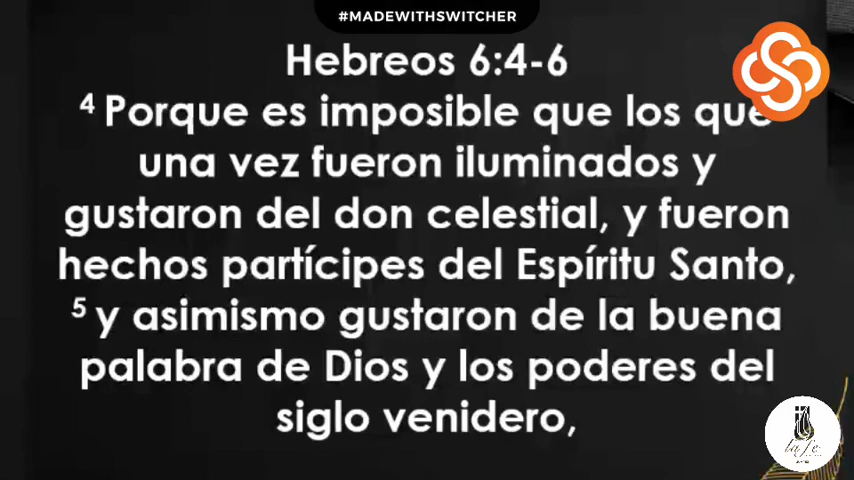 #MADEWITHSWITCHER
Hebreos 6:4-6
4 Porque es imposible que los que
una vez fueron iluminados y
gustaron del don celestial, y fueron
hechos partícipes del Espíritu Santo,
5 y asimismo gustaron de la buena
palabra de Dios y los poderes del
siglo venidero,
la fe